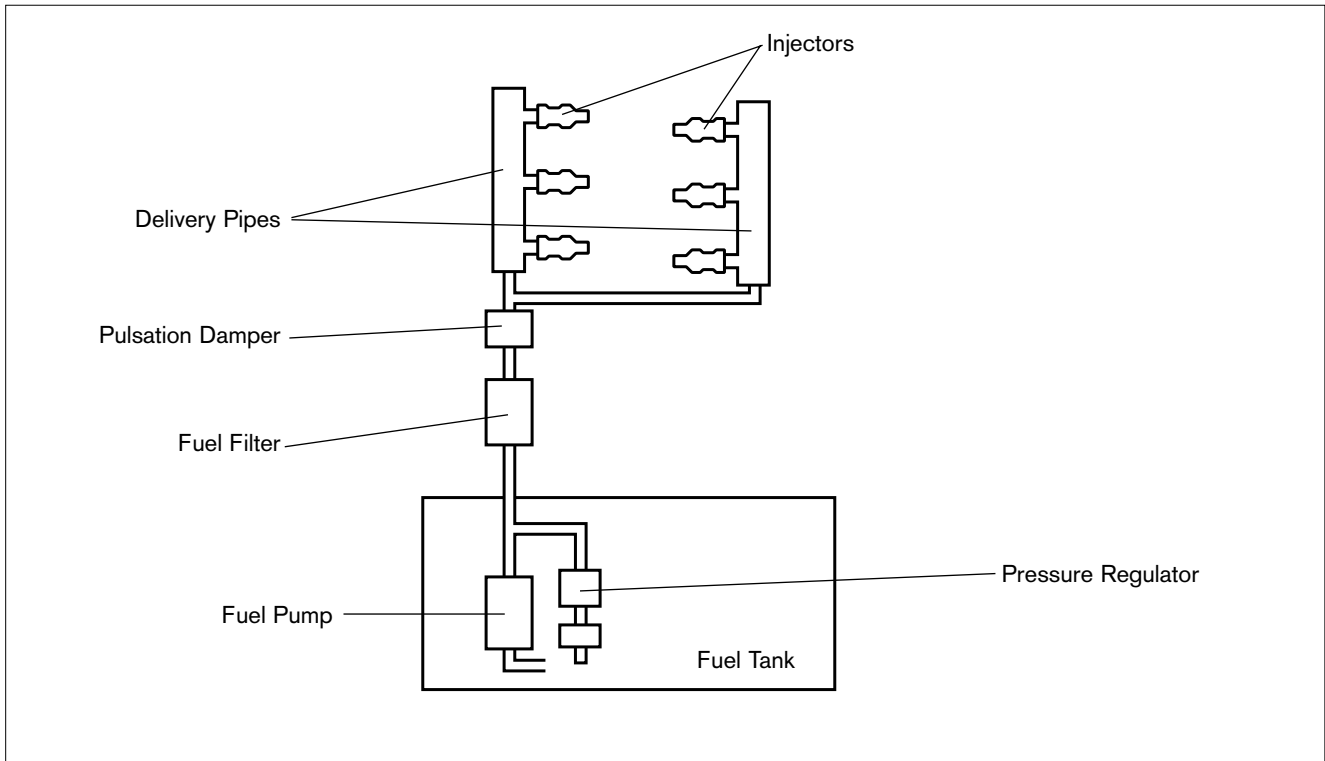 Injectors
Delivery Pipes
Pulsation Damper
Fuel Filter
Pressure Regulator
Fuel Pump
Fuel Tank